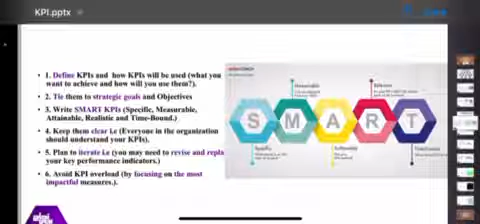 KPI.pptx
1. Define KPIs and how KPIs will be used (what you
want to achieve and how will you use them?).
2. Tie them to strategic goals and Objectives
3. Write SMART KPIs (Specific, Measurable,
Attainable, Realistic and Time-Bound.)
4. Keep them clear i.e (Everyone in the organization
should understand your KPIs).
5. Plan to iterate i.e (you may need to revise and repla
your key performance indicators.)
6. Avoid KPI overload (by focusing on the most
impactful measures.).
Measurable
S M A R T
Specific